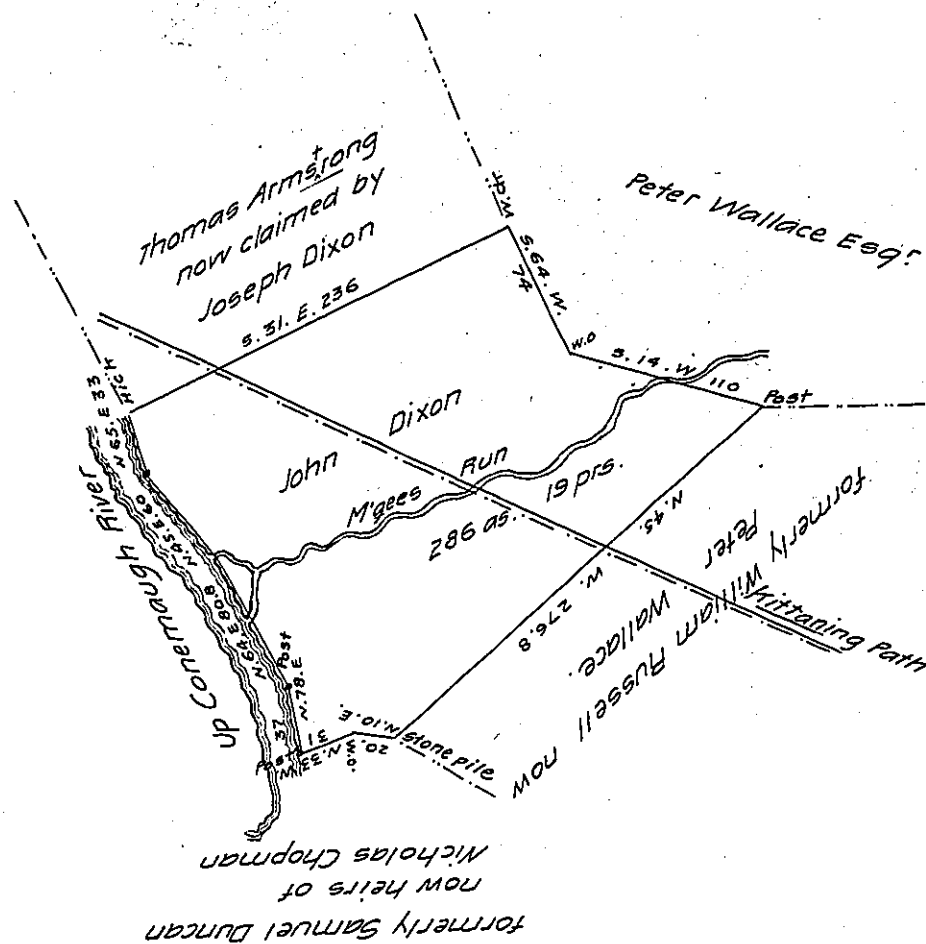 Thomas Armstrong
now claimed by
Joseph Dixon
Peter Wallace Esqr.
W.dr.
S.64.W.
74
S. 31. E. 236
W.O
S. 14. W 110
Post
Hick
N 65. E 33
N.45.E.60
N.64.E 80.8
Post
N.78.E
37
Post
Up Conemaugh River
John Dixon
M'gees Run
286 as. 19 prs.
N.45. W. 276.8
formerly William Russell now
Peter
Wallace.
Kittaning Path
N. 33. W
31
W.O.
N.10.E.
20
Stone pile
formerly Samuel Duncan
now heirs of
Nicholas Chapman